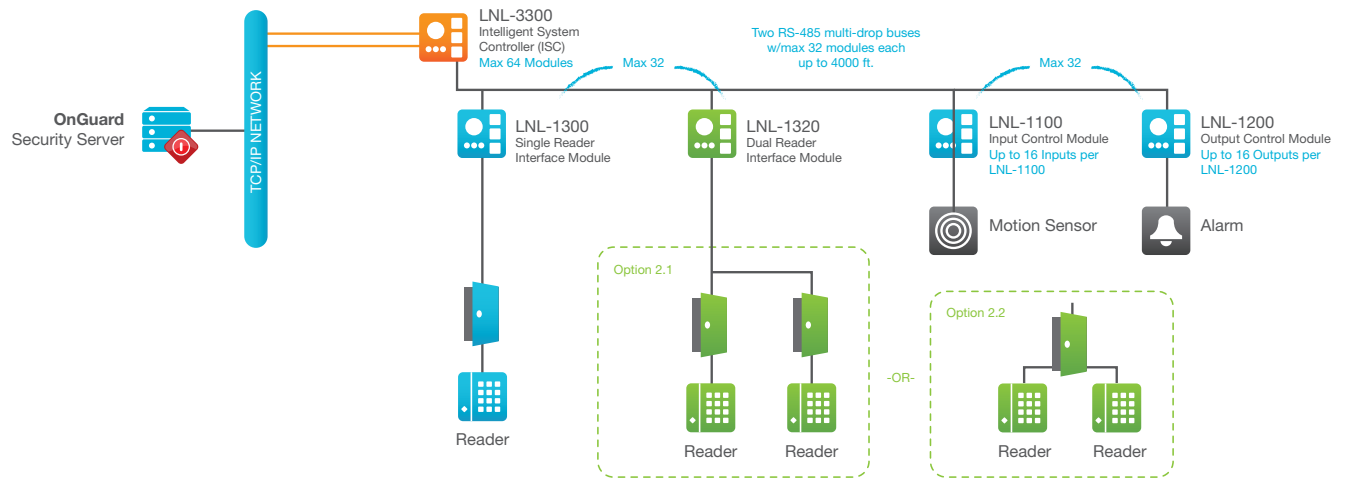 LNL-3300
Intelligent System
Controller (ISC)
Max 64 Modules
Two RS-485 multi-drop buses
w/max 32 modules each
up to 4000 ft.
Max 32
Max 32
OnGuard
Security Server
TCP/IP NETWORK
LNL-1300
Single Reader
Interface Module
LNL-1320
Dual Reader
Interface Module
LNL-1100
Input Control Module
Up to 16 Inputs per
LNL-1100
LNL-1200
Output Control Module
Up to 16 Outputs per
LNL-1200
Motion Sensor
Alarm
Option 2.1
Option 2.2
-OR-
Reader
Reader
Reader
Reader
Reader